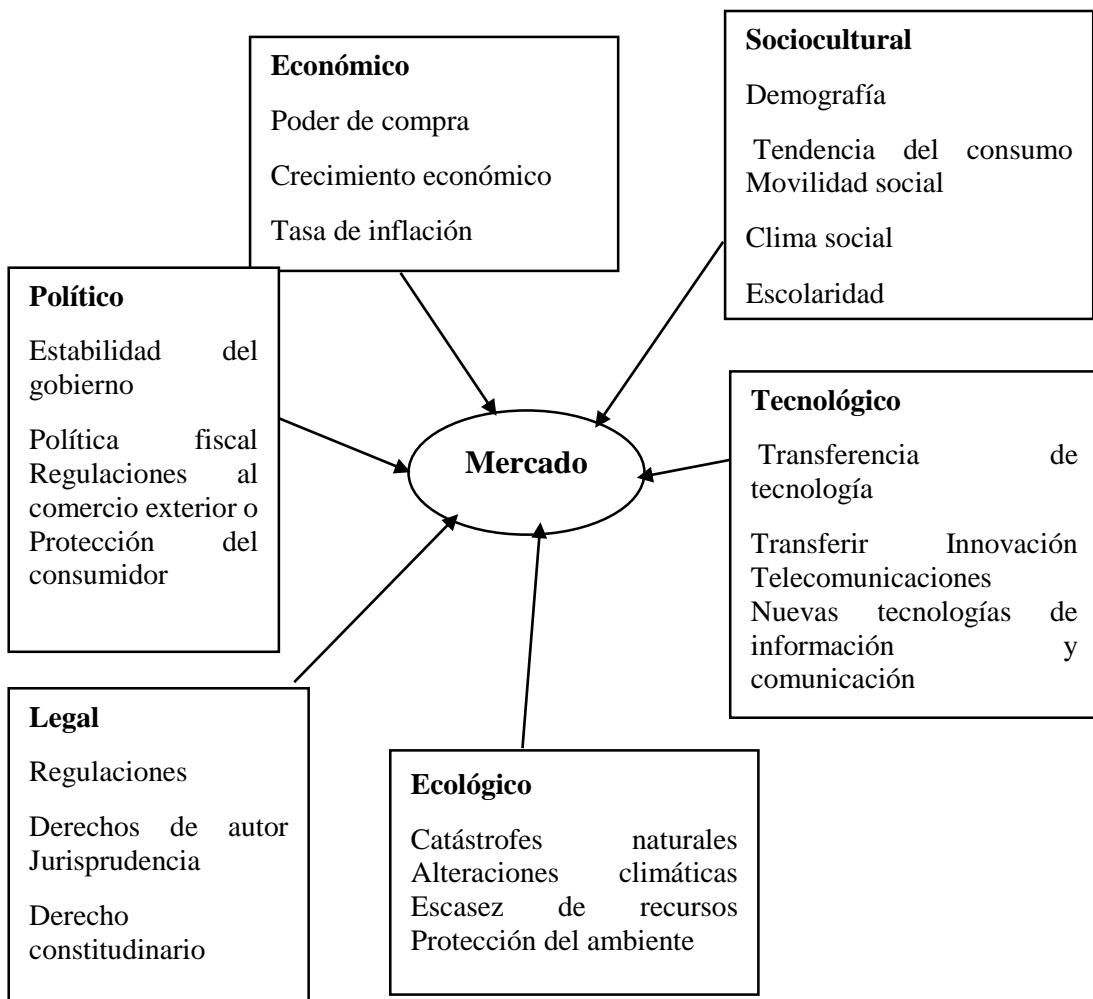 Económico
Poder de compra
Crecimiento económico
Tasa de inflación
Sociocultural
Demografía
Tendencia del consumo
Movilidad social
Clima social
Escolaridad
Político
Estabilidad del
gobierno
Política fiscal
Regulaciones al
comercio exterior o
Protección del
consumidor
Mercado
Tecnológico
Transferencia de
tecnología
Transferir Innovación
Telecomunicaciones
Nuevas tecnologías de
información y
comunicación
Legal
Regulaciones
Derechos de autor
Jurisprudencia
Derecho
constitudinario
Ecológico
Catástrofes naturales
Alteraciones climáticas
Escasez de recursos
Protección del ambiente